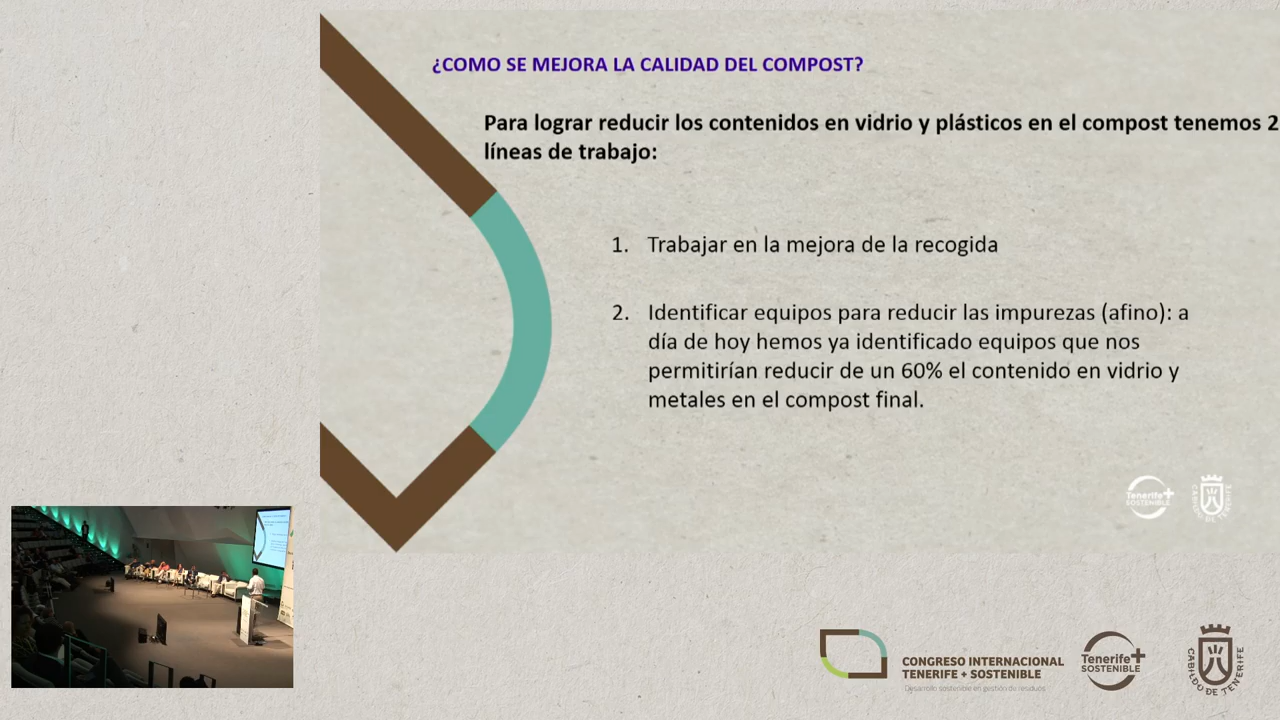 ¿COMO SE MEJORA LA CALIDAD DEL COMPOST?
Para lograr reducir los contenidos en vidrio y plásticos en el compost tenemos 2
líneas de trabajo:
1. Trabajar en la mejora de la recogida
2. Identificar equipos para reducir las impurezas (afino): a
día de hoy hemos ya identificado equipos que nos
permitirían reducir de un 60% el contenido en vidrio y
metales en el compost final.
Tenerife+
SOSTENIBLE
CABILDO DE TENERIFE
CONGRESO INTERNACIONAL
TENERIFE + SOSTENIBLE
Desarrollo sostenible en gestión de residuos
Tenerife+
SOSTENIBLE
CABILDO DE TENERIFE